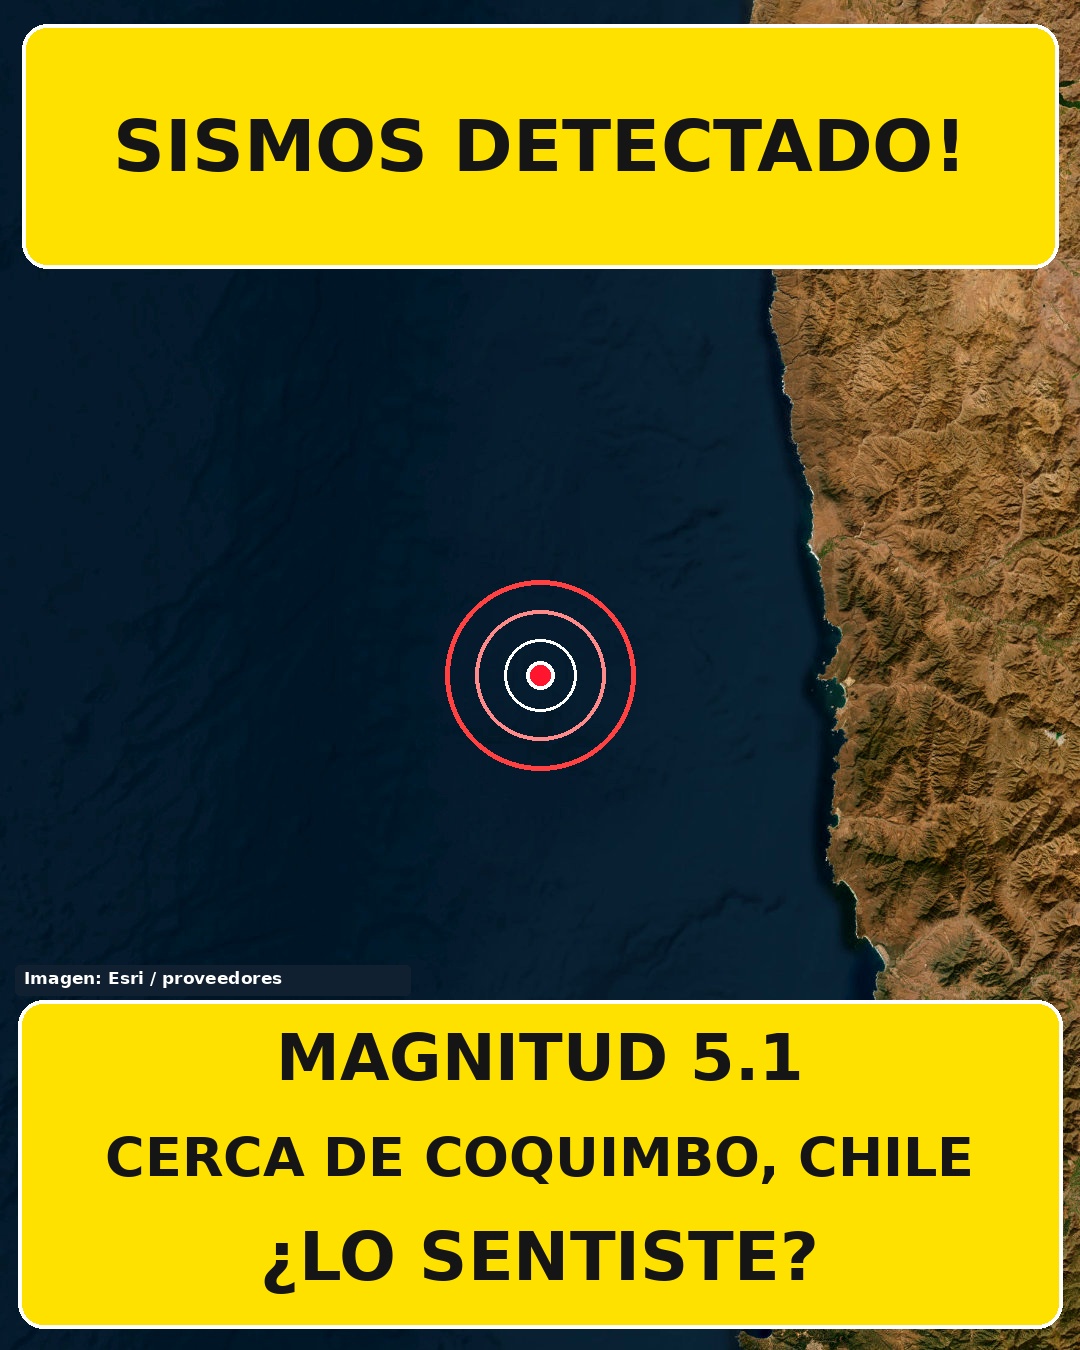 SISMOS DETECTADO!
Imagen: Esri / proveedores
MAGNITUD 5.1
CERCA DE COQUIMBO, CHILE
¿LO SENTISTE?